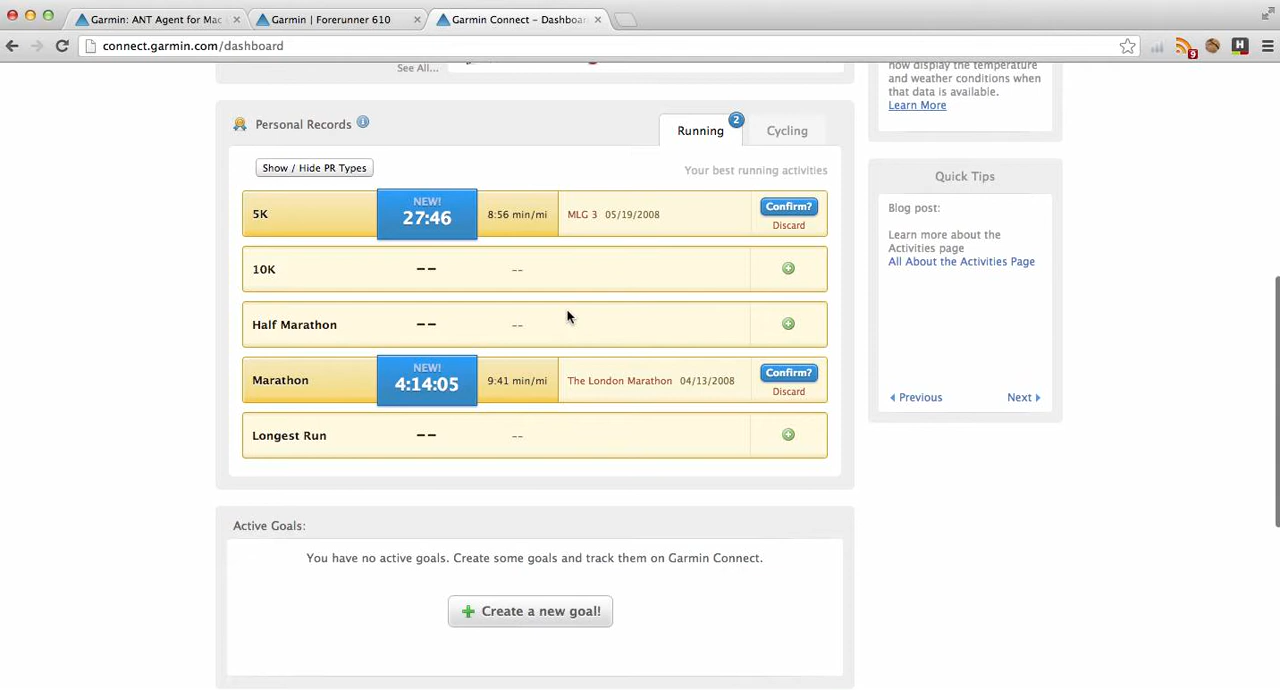 Garmin: ANT Agent for Mac
Garmin | Forerunner 610
Garmin Connect - Dashboar
connect.garmin.com/dashboard
9
H
See All...
now display the temperature
and weather conditions when
that data is available.
Learn More
Personal Records
Running
2
Cycling
Show / Hide PR Types
Your best running activities
5K
NEW!
27:46
8:56 min/mi
MLG 3 05/19/2008
Confirm?
Discard
10K
--
--
Half Marathon
--
--
Marathon
NEW!
4:14:05
9:41 min/mi
The London Marathon 04/13/2008
Confirm?
Discard
Longest Run
--
--
Quick Tips
Blog post:
Learn more about the
Activities page
All About the Activities Page
Previous
Next
Active Goals:
You have no active goals. Create some goals and track them on Garmin Connect.
Create a new goal!